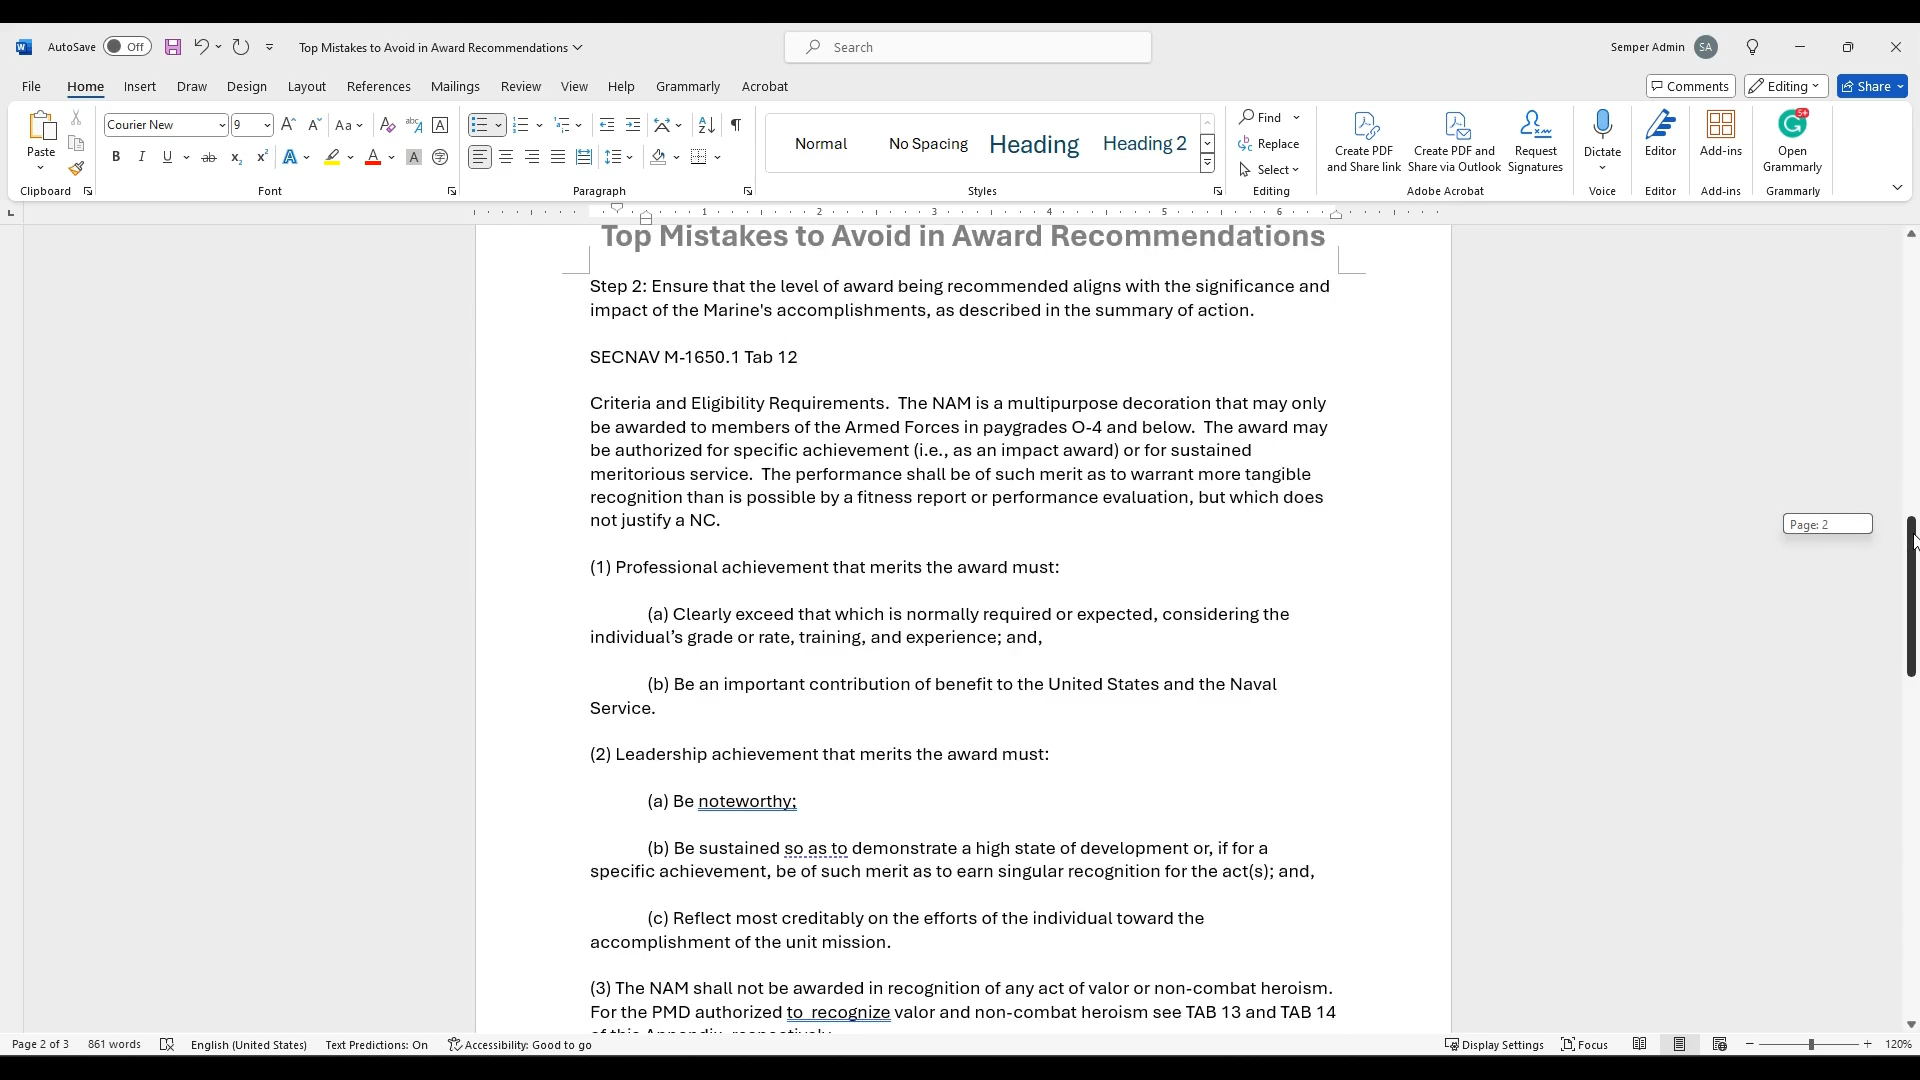 AutoSave Off Top Mistakes to Avoid in Award Recommendations Search Semper Admin SA
File Home Insert Draw Design Layout References Mailings Review View Help Grammarly Acrobat Comments Editing Share
Courier New 9 Aa A
Paste
B I U ab x₂ x² A A A
Normal No Spacing Heading Heading 2
Find
Replace
Select
Create PDF and Share link
Create PDF and Share via Outlook
Request Signatures
Dictate
Editor
Add-ins
Open Grammarly
Clipboard Font Paragraph Styles Editing Adobe Acrobat Voice Editor Add-ins Grammarly
1 2 3 4 5 6
Top Mistakes to Avoid in Award Recommendations
Step 2: Ensure that the level of award being recommended aligns with the significance and
impact of the Marine's accomplishments, as described in the summary of action.
SECNAV M-1650.1 Tab 12
Criteria and Eligibility Requirements.  The NAM is a multipurpose decoration that may only
be awarded to members of the Armed Forces in paygrades O-4 and below.  The award may
be authorized for specific achievement (i.e., as an impact award) or for sustained
meritorious service.  The performance shall be of such merit as to warrant more tangible
recognition than is possible by a fitness report or performance evaluation, but which does
not justify a NC.
Page: 2
(1) Professional achievement that merits the award must:
(a) Clearly exceed that which is normally required or expected, considering the
individual’s grade or rate, training, and experience; and,
(b) Be an important contribution of benefit to the United States and the Naval
Service.
(2) Leadership achievement that merits the award must:
(a) Be noteworthy;
(b) Be sustained so as to demonstrate a high state of development or, if for a
specific achievement, be of such merit as to earn singular recognition for the act(s); and,
(c) Reflect most creditably on the efforts of the individual toward the
accomplishment of the unit mission.
(3) The NAM shall not be awarded in recognition of any act of valor or non-combat heroism.
For the PMD authorized to  recognize valor and non-combat heroism see TAB 13 and TAB 14
of this Appendix, respectively.
Page 2 of 3 861 words English (United States) Text Predictions: On Accessibility: Good to go Display Settings Focus 120%